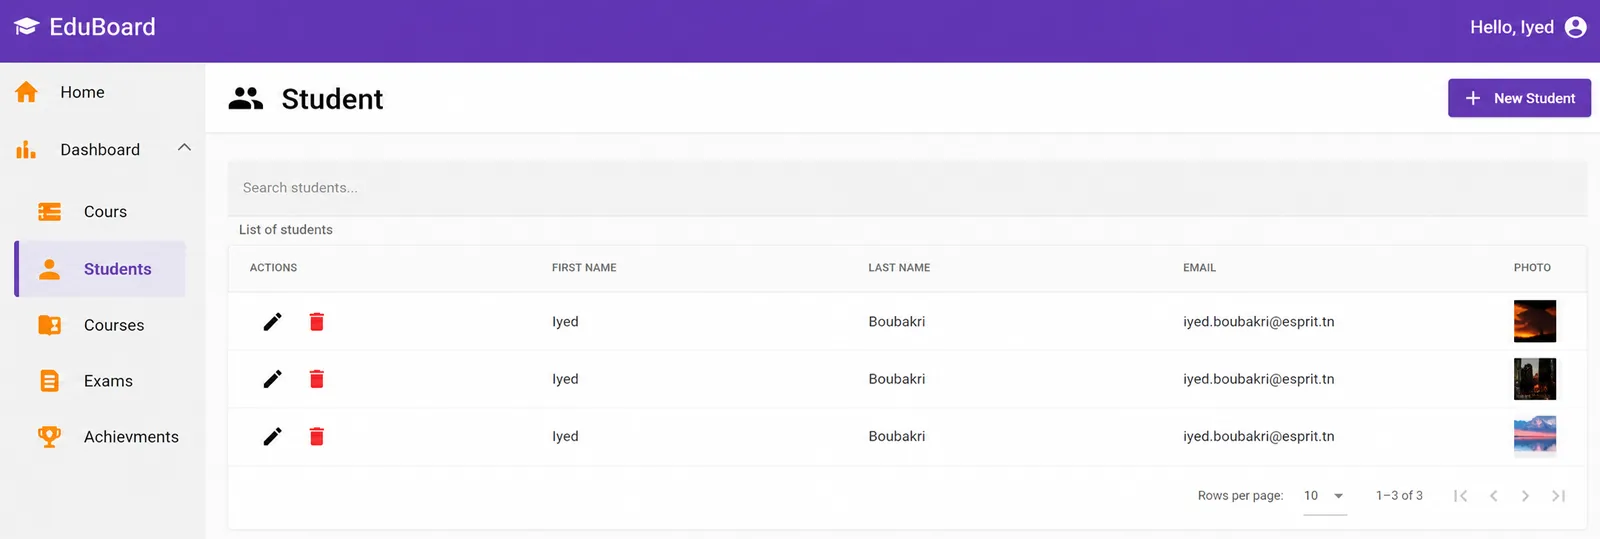 EduBoard
Hello, Iyed
Home
Dashboard
Cours
Students
Courses
Exams
Achievments
Student
New Student
Search students...
List of students
ACTIONS FIRST NAME LAST NAME EMAIL PHOTO
Iyed Boubakri iyed.boubakri@esprit.tn
Iyed Boubakri iyed.boubakri@esprit.tn
Iyed Boubakri iyed.boubakri@esprit.tn
Rows per page: 10 1–3 of 3